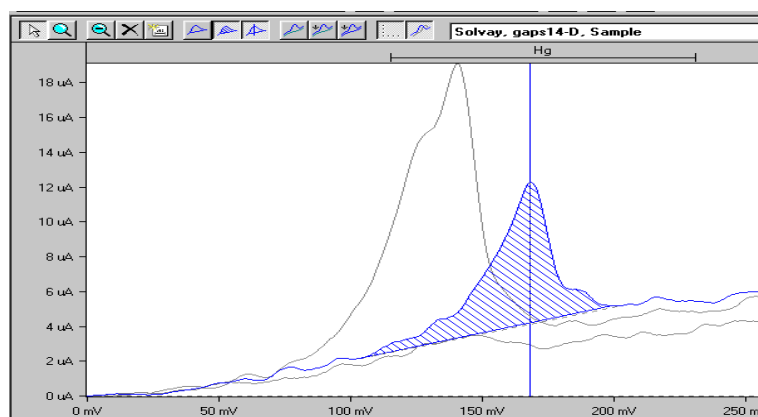 Solvay, gaps14-D, Sample
Hg
18 uA
16 uA
14 uA
12 uA
10 uA
8 uA
6 uA
4 uA
2 uA
0 uA
0 mV
50 mV
100 mV
150 mV
200 mV